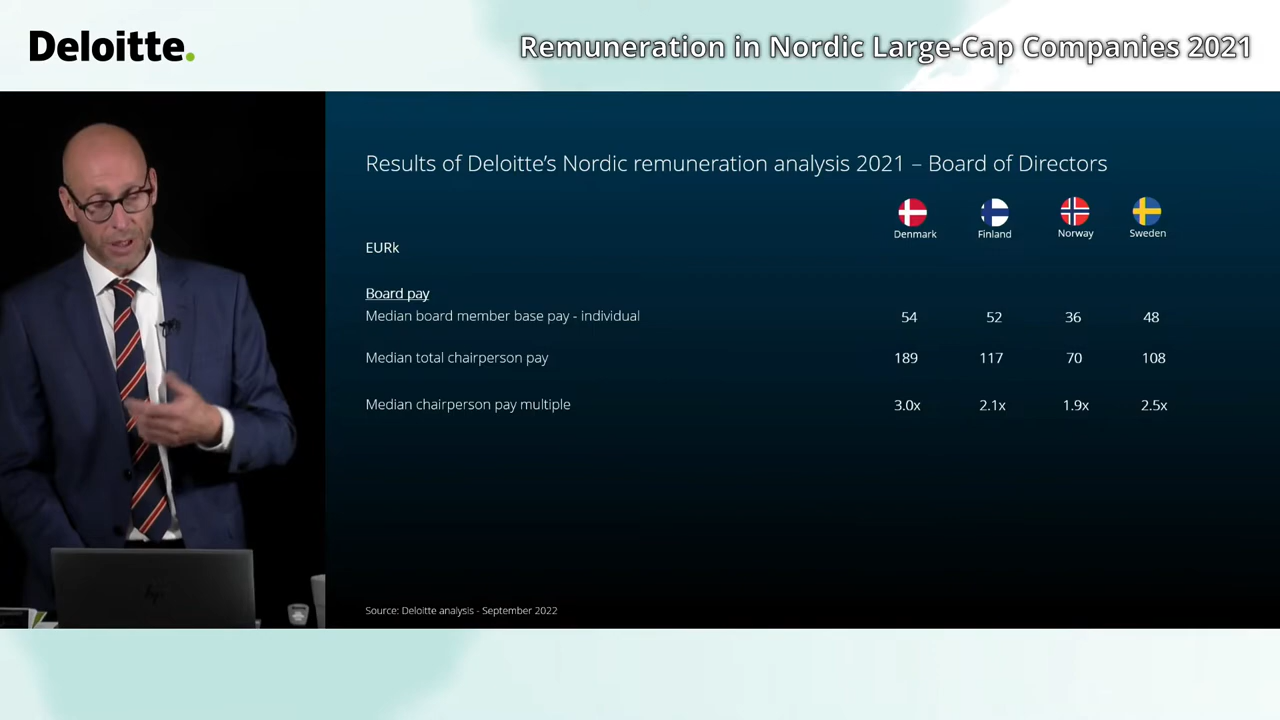 Deloitte.
Remuneration in Nordic Large-Cap Companies 2021
Results of Deloitte's Nordic remuneration analysis 2021 – Board of Directors
Denmark Finland Norway Sweden
EURk
Board pay
Median board member base pay - individual 54 52 36 48
Median total chairperson pay 189 117 70 108
Median chairperson pay multiple 3.0x 2.1x 1.9x 2.5x
hp
Source: Deloitte analysis - September 2022